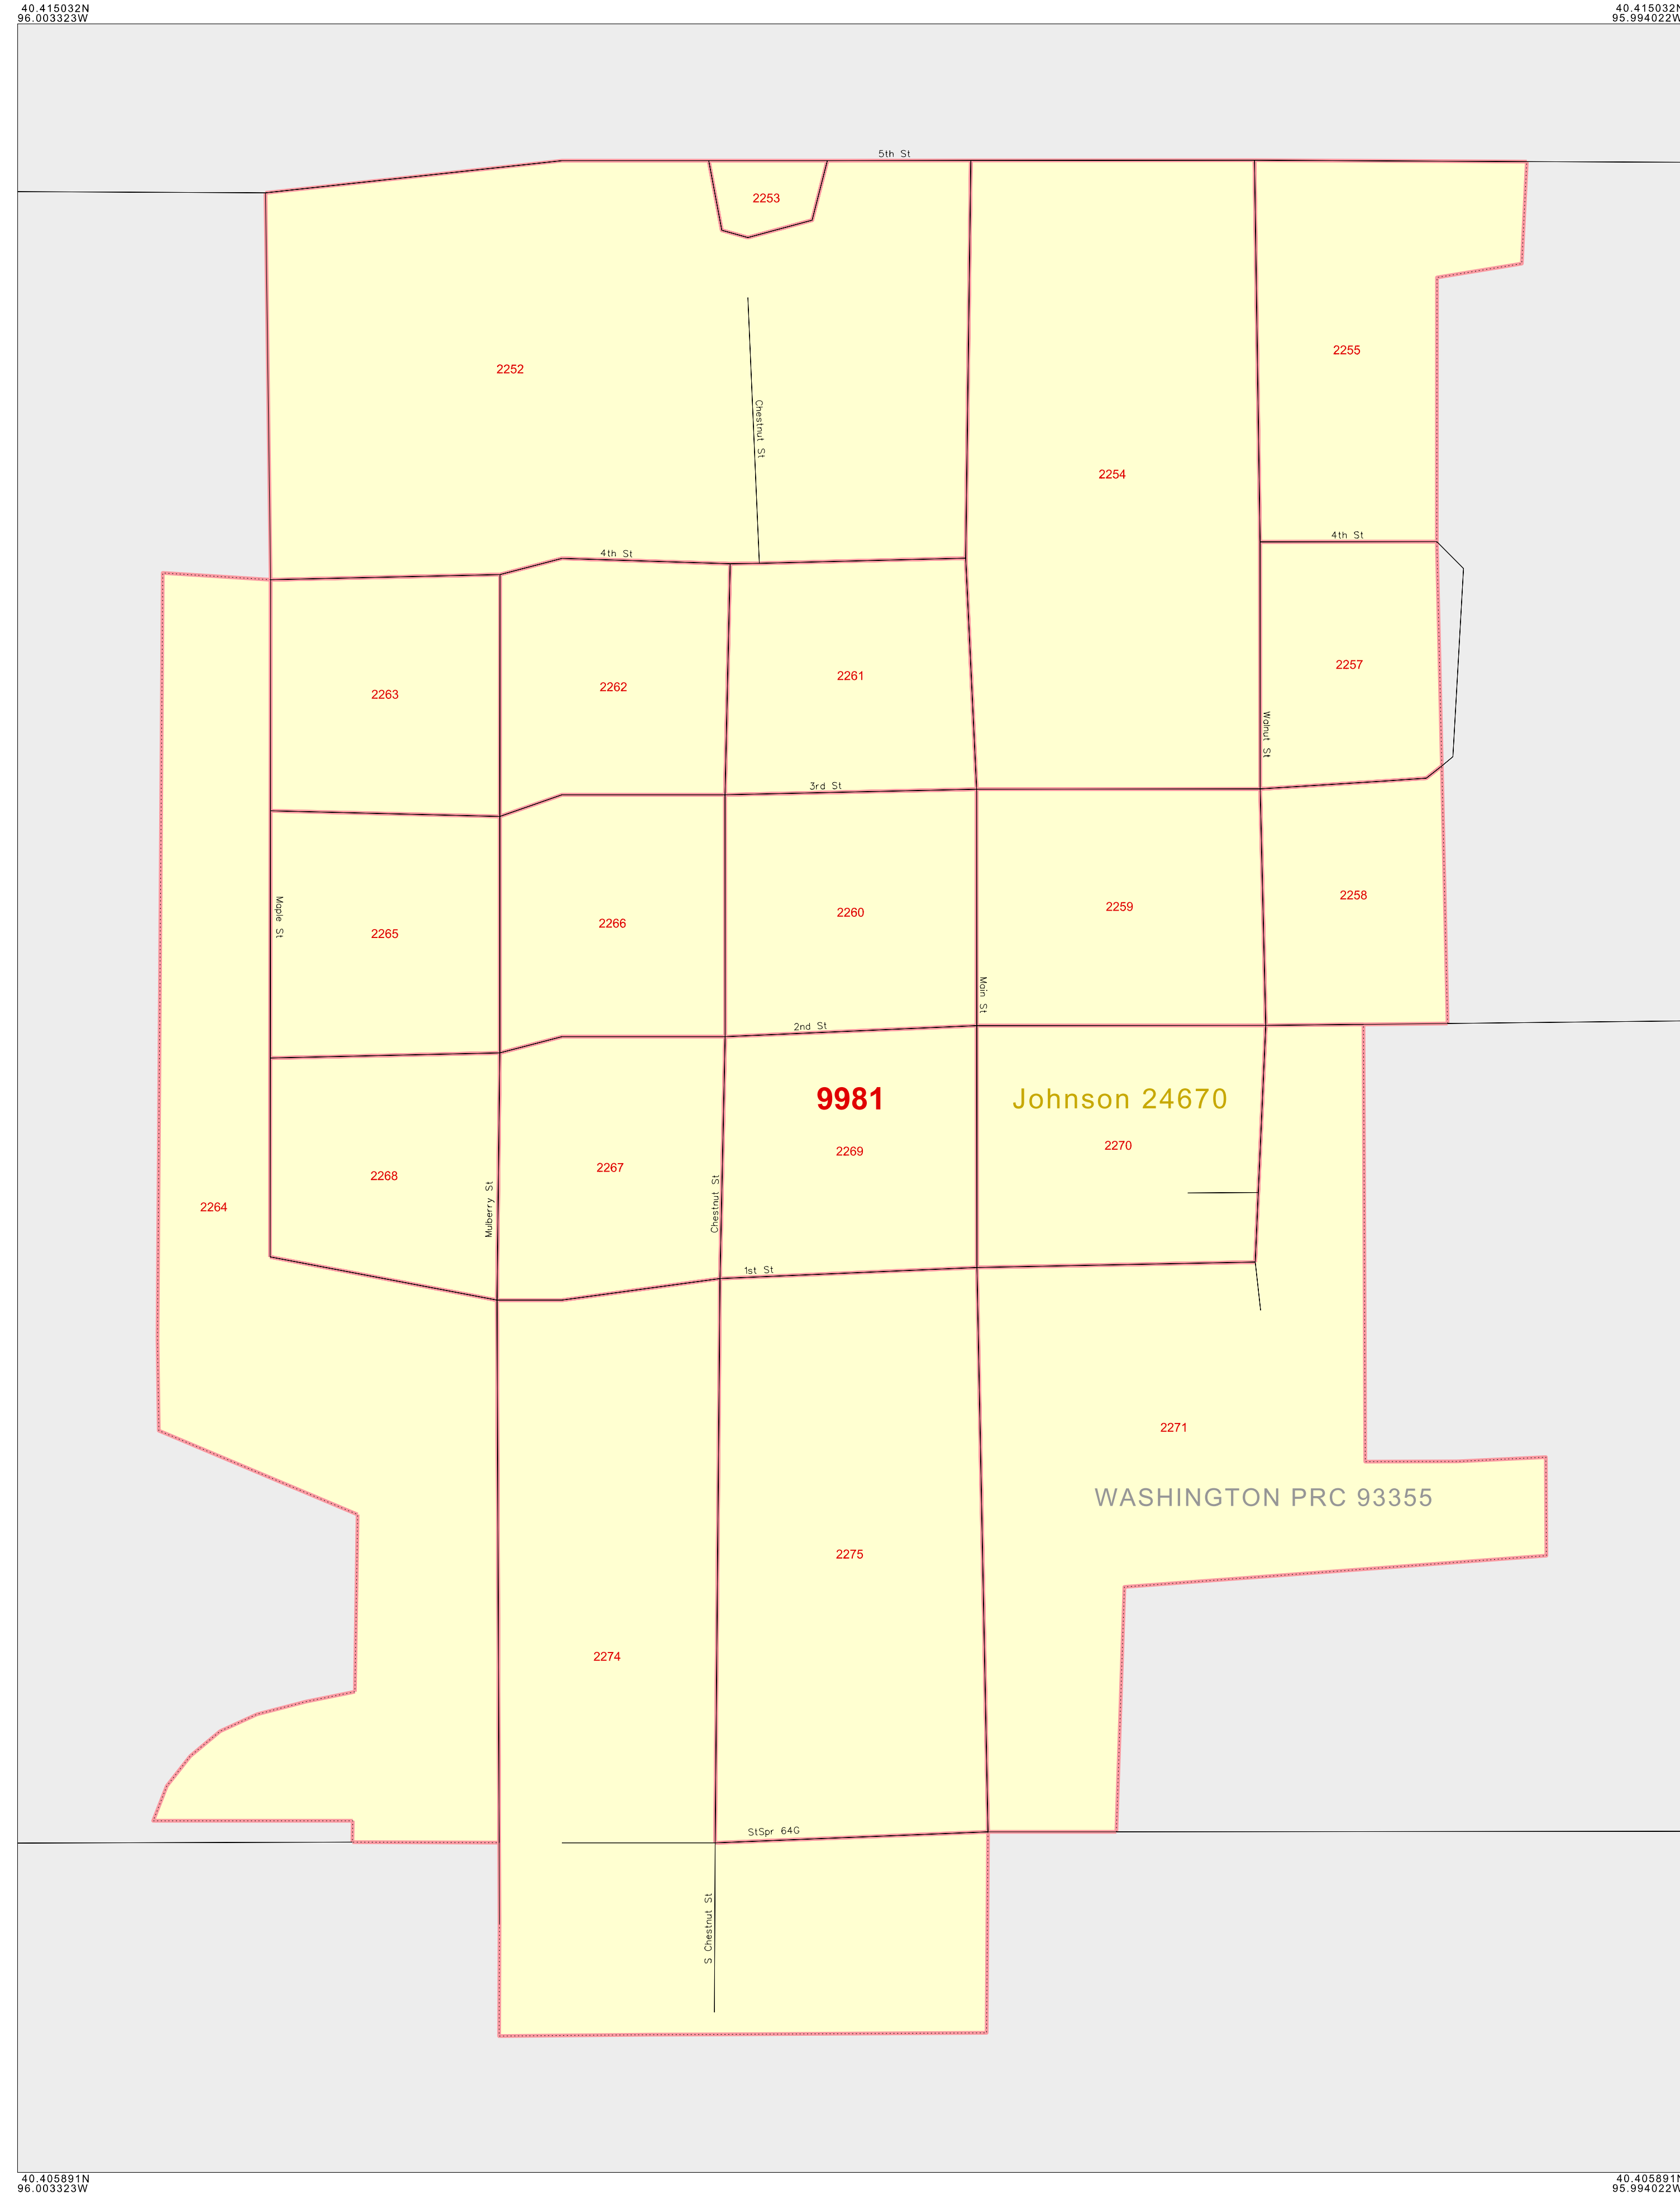 40.415032N
96.003323W
40.415032N
95.994022W
5th St
2253
2252
2255
Chestnut St
2254
4th St
4th St
2263
2262
2261
2257
Walnut St
3rd St
Maple St
2265
2266
2260
2259
2258
Main St
2nd St
9981
Johnson 24670
2269
2270
2268
2267
2264
Mulberry St
Chestnut St
1st St
2271
WASHINGTON PRC 93355
2275
2274
StSpr 64G
S Chestnut St
40.405891N
96.003323W
40.405891N
95.994022W